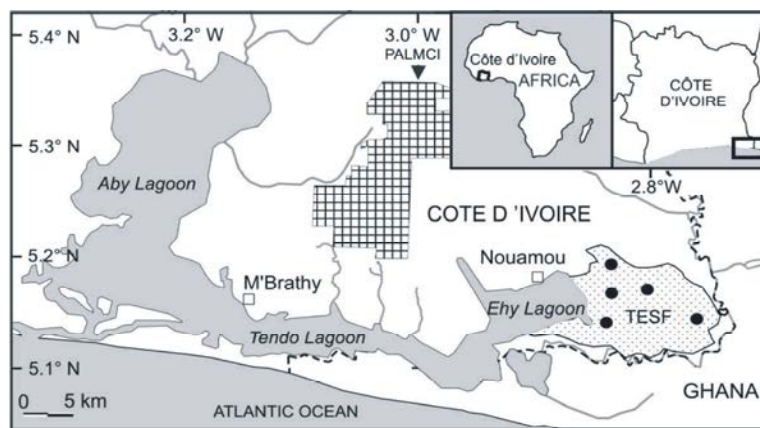 5.4° N
3.2° W
3.0° W
PALMCI
Côte d'Ivoire
AFRICA
CÔTE
D'IVOIRE
5.3° N
2.8°W
Aby Lagoon
COTE D 'IVOIRE
5.2° N
Nouamou
M'Brathy
Ehy Lagoon
TESF
Tendo Lagoon
5.1° N
GHANA
0 5 km
ATLANTIC OCEAN